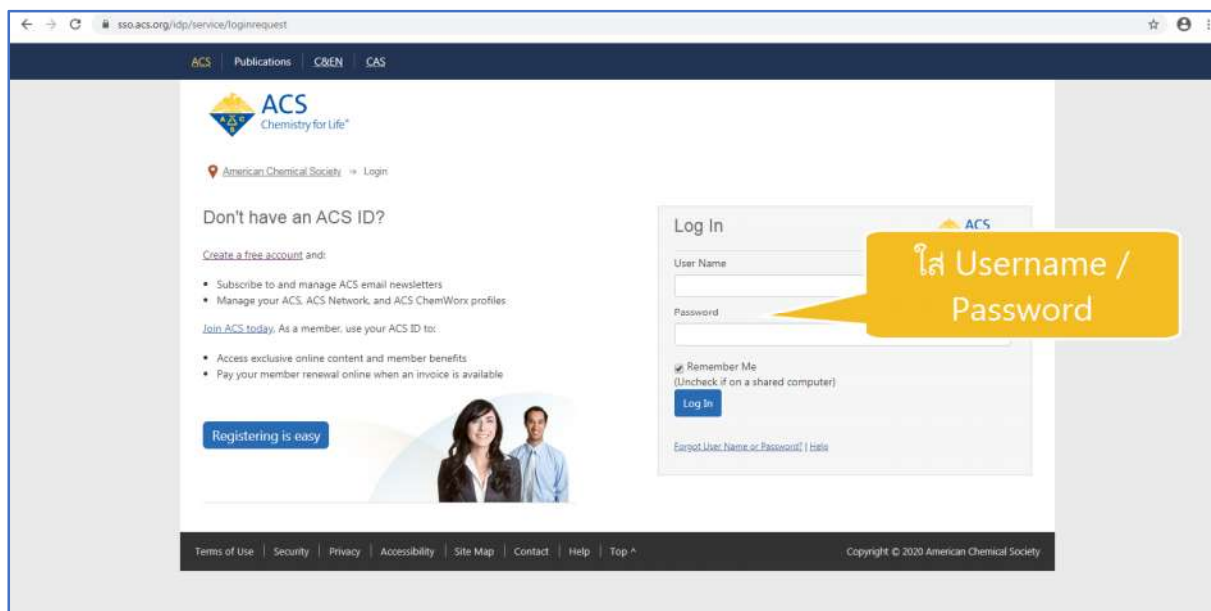 sso.acs.org/idp/service/loginrequest
ACS | Publications | C&EN | CAS
ACS
Chemistry for Life®
American Chemical Society ⇒ Login
Don't have an ACS ID?
Create a free account and:
• Subscribe to and manage ACS email newsletters
• Manage your ACS, ACS Network, and ACS ChemWorx profiles
Join ACS today. As a member, use your ACS ID to:
• Access exclusive online content and member benefits
• Pay your member renewal online when an invoice is available
Registering is easy
Log In
ACS
User Name
Password
ใส่ Username /
Password
Remember Me
(Uncheck if on a shared computer)
Log In
Forgot User Name or Password? | Help
Terms of Use | Security | Privacy | Accessibility | Site Map | Contact | Help | Top ^
Copyright © 2020 American Chemical Society